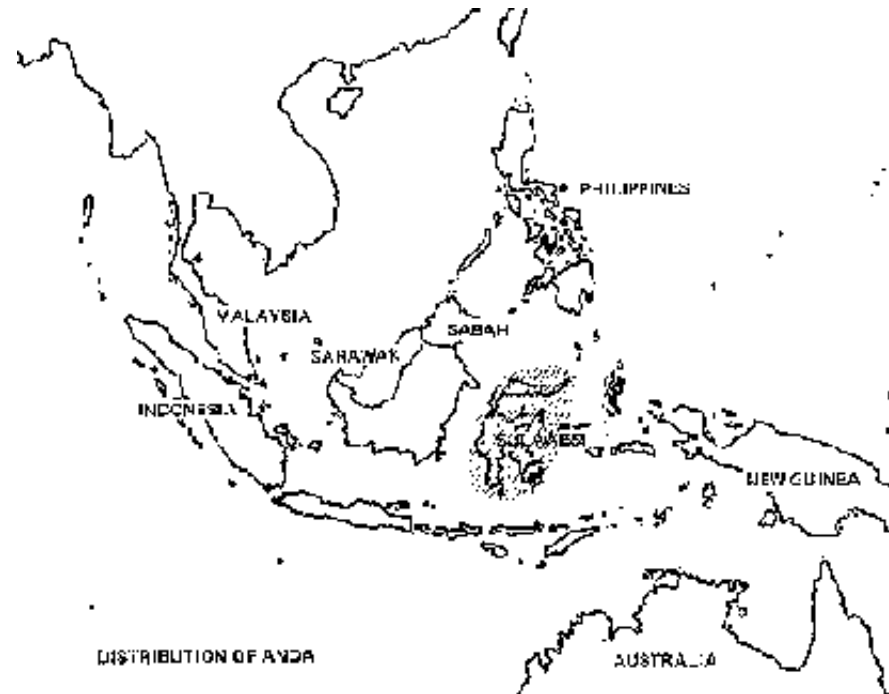 PHILIPPINES
MALAYSIA
SABAH
SARAWAK
INDONESIA
SULAWESI
NEW GUINEA
DISTRIBUTION OF ANOA
AUSTRALIA